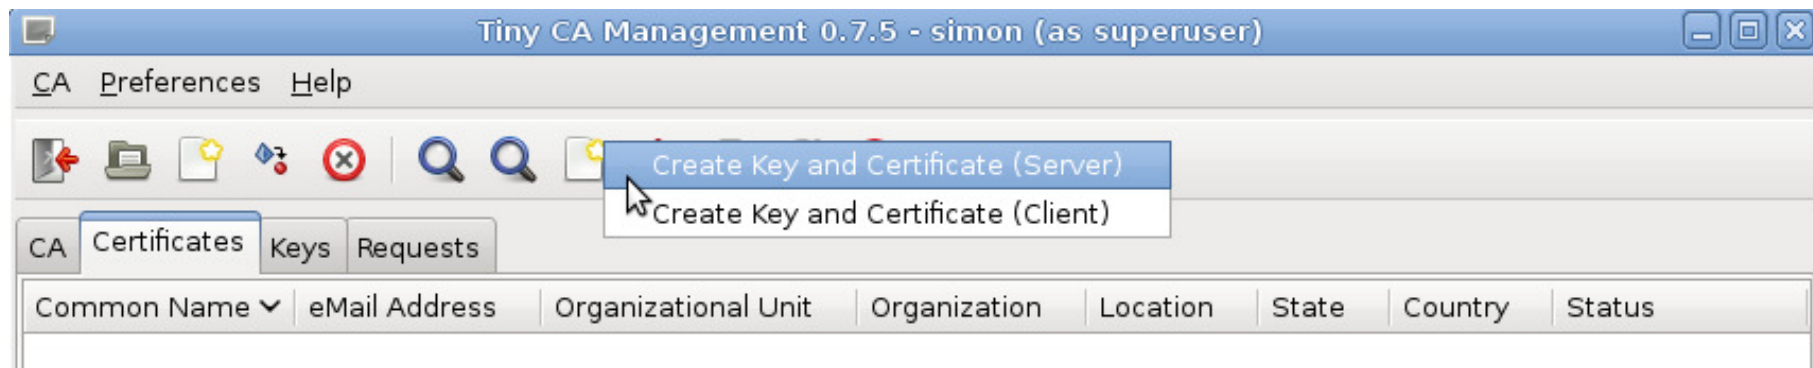 Tiny CA Management 0.7.5 - simon (as superuser)
CA Preferences Help
Create Key and Certificate (Server)
Create Key and Certificate (Client)
CA Certificates Keys Requests
Common Name eMail Address Organizational Unit Organization Location State Country Status